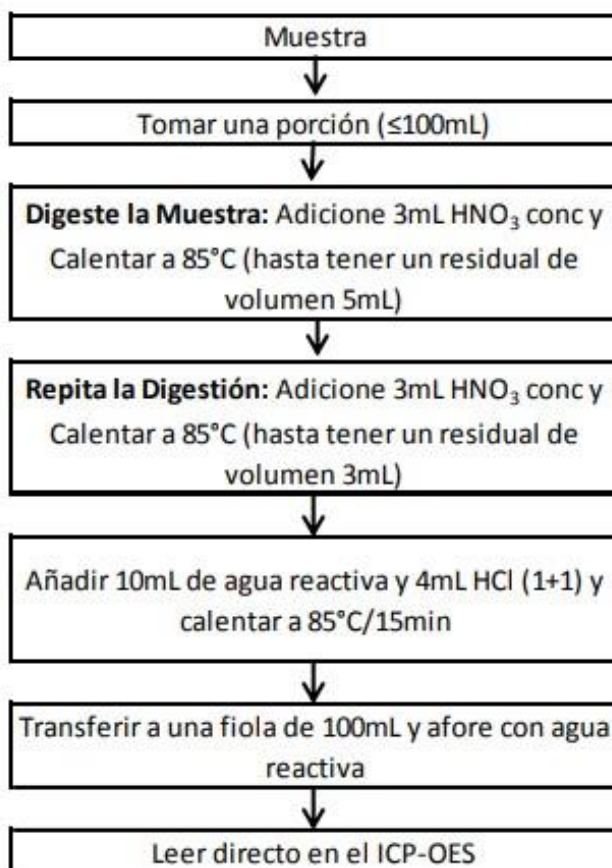 Muestra
Tomar una porción (≤100mL)
Digeste la Muestra: Adicione 3mL HNO₃ conc y
Calentar a 85°C (hasta tener un residual de
volumen 5mL)
Repita la Digestión: Adicione 3mL HNO₃ conc y
Calentar a 85°C (hasta tener un residual de
volumen 3mL)
Añadir 10mL de agua reactiva y 4mL HCl (1+1) y
calentar a 85°C/15min
Transferir a una fiola de 100mL y afore con agua
reactiva
Leer directo en el ICP-OES